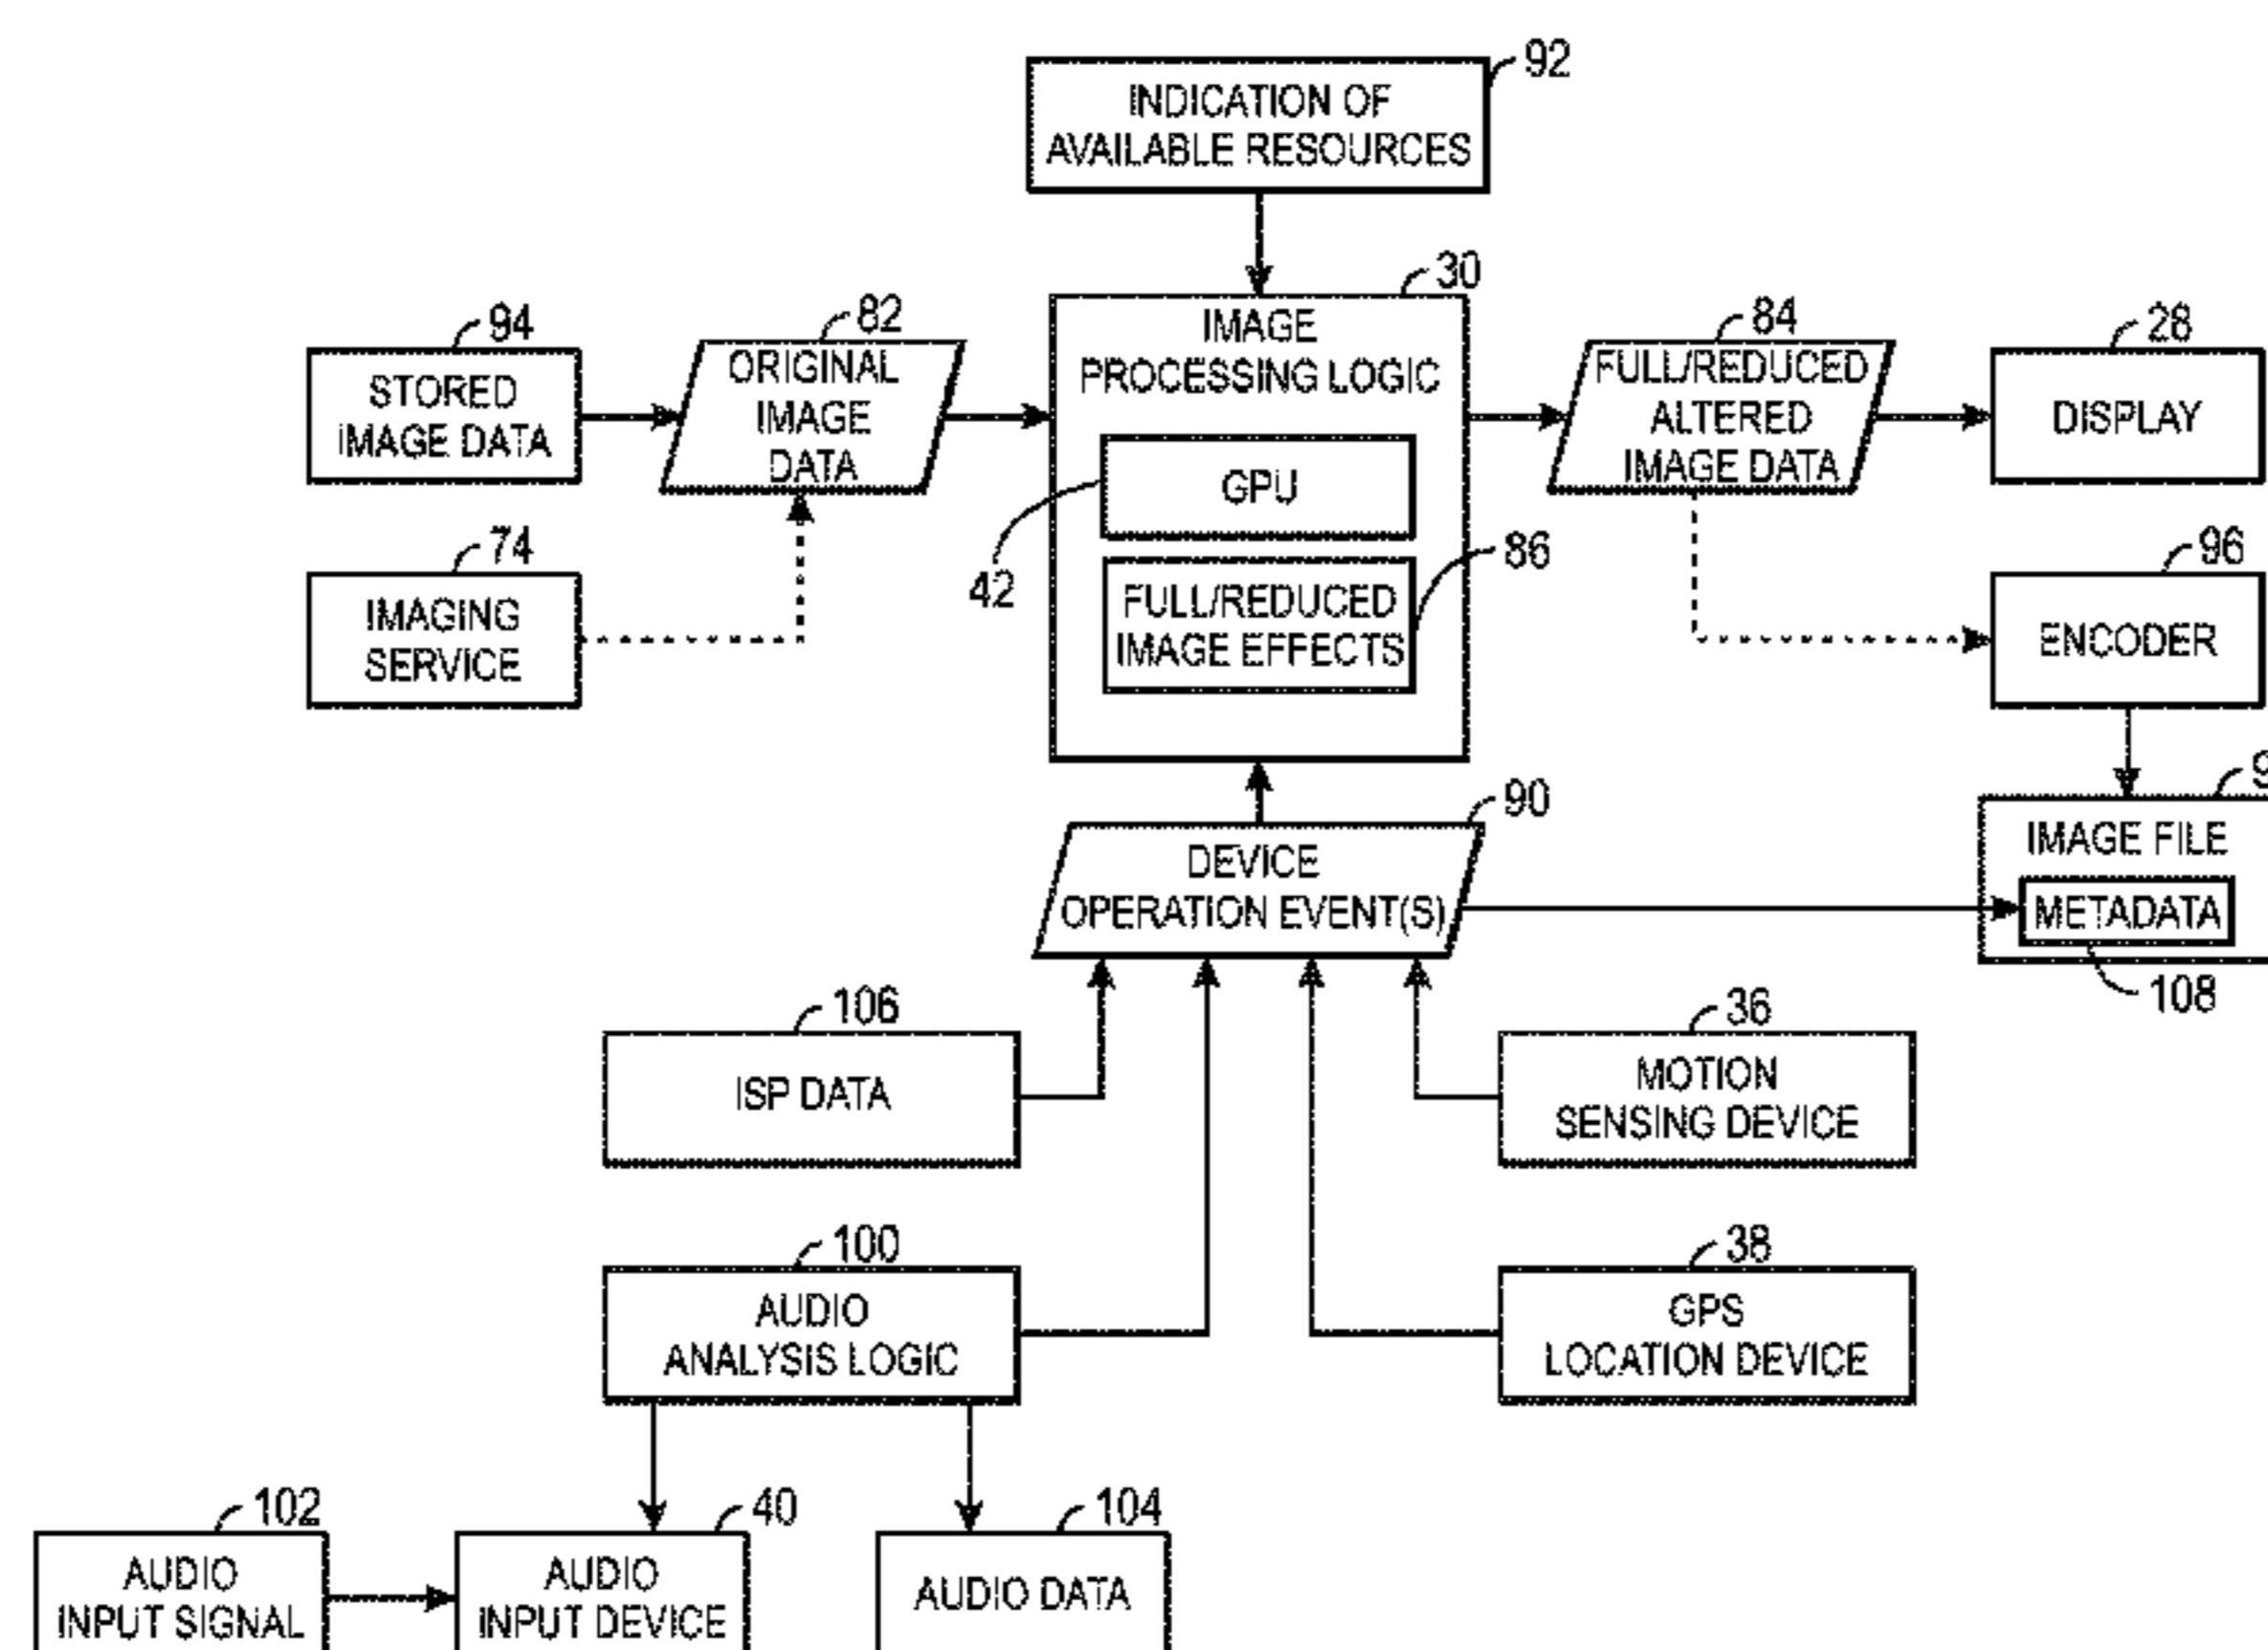 92
INDICATION OF
AVAILABLE RESOURCES
30
IMAGE
PROCESSING LOGIC
94
STORED
IMAGE DATA
82
ORIGINAL
IMAGE
DATA
84
FULL/REDUCED
ALTERED
IMAGE DATA
28
DISPLAY
GPU
42
86
FULL/REDUCED
IMAGE EFFECTS
74
IMAGING
SERVICE
96
ENCODER
90
DEVICE
OPERATION EVENT(S)
IMAGE FILE
METADATA
108
106
ISP DATA
36
MOTION
SENSING DEVICE
100
AUDIO
ANALYSIS LOGIC
38
GPS
LOCATION DEVICE
102
AUDIO
INPUT SIGNAL
40
AUDIO
INPUT DEVICE
104
AUDIO DATA